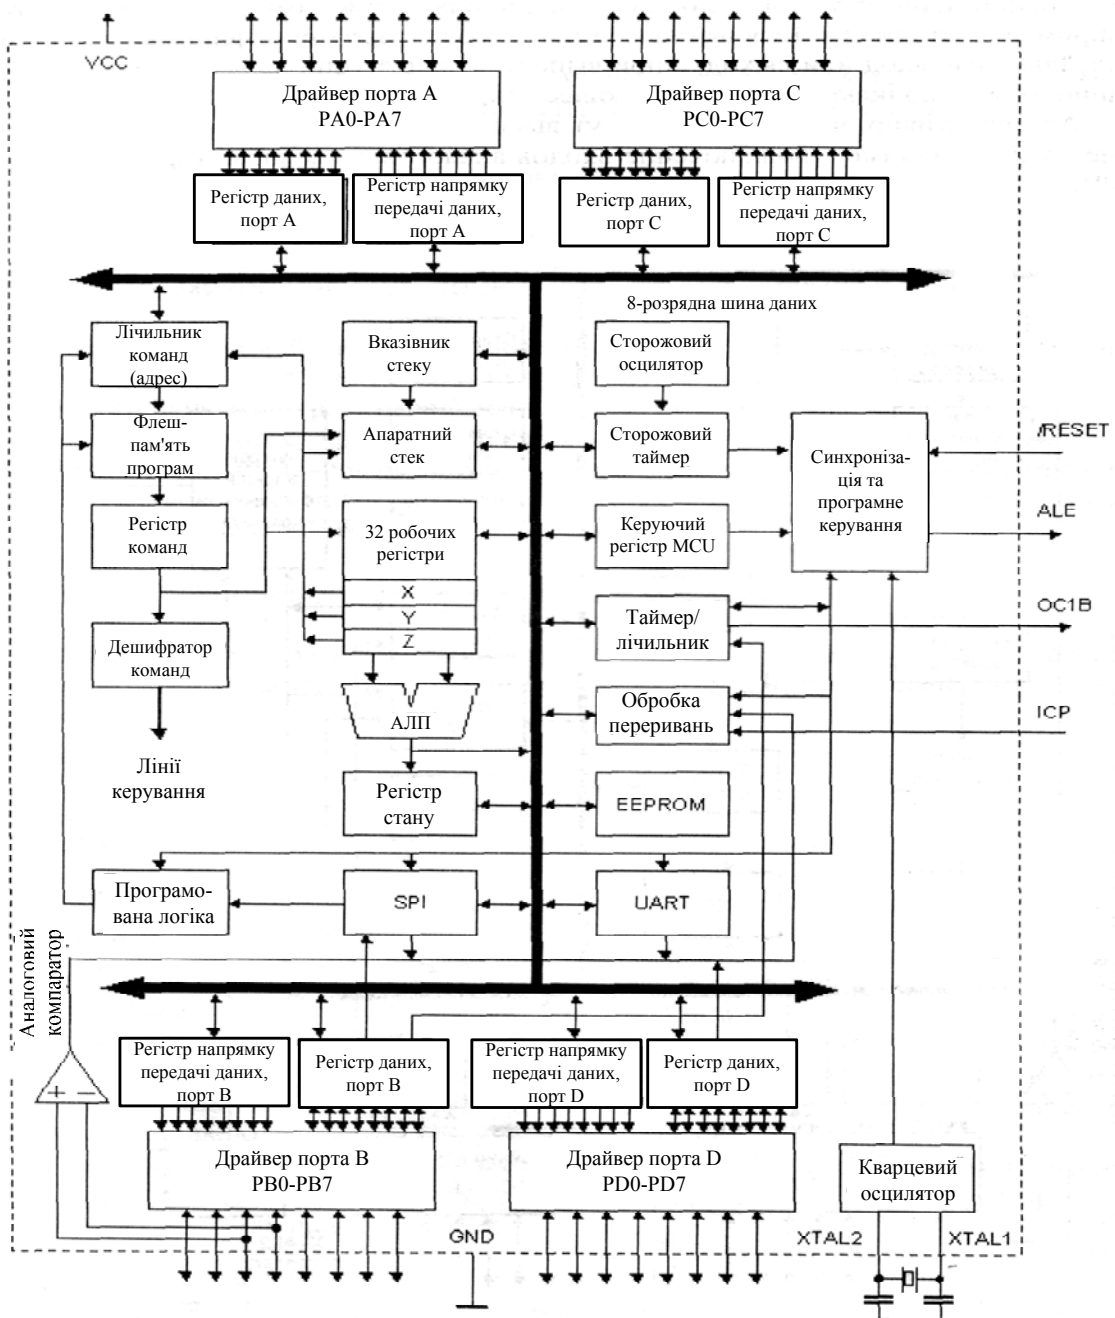 VCC
Драйвер порта A
PA0-PA7
Драйвер порта C
PC0-PC7
Регістр даних,
порт A
Регістр напрямку
передачі даних,
порт A
Регістр даних,
порт C
Регістр напрямку
передачі даних,
порт C
8-розрядна шина даних
Лічильник
команд
(адрес)
Вказівник
стеку
Сторожовий
осцилятор
Флеш-
пам'ять
програм
Апаратний
стек
Сторожовий
таймер
Синхроніза-
ція та
програмне
керування
/RESET
ALE
Регістр
команд
32 робочих
регістри
X
Y
Z
Керуючий
регістр MCU
Дешифратор
команд
Таймер/
лічильник
OC1B
АЛП
Обробка
переривань
ICP
Лінії
керування
Регістр
стану
EEPROM
Програмо-
вана логіка
SPI
UART
Аналоговий
компаратор
+ −
Регістр напрямку
передачі даних,
порт B
Регістр даних,
порт B
Регістр напрямку
передачі даних,
порт D
Регістр даних,
порт D
Драйвер порта B
PB0-PB7
Драйвер порта D
PD0-PD7
Кварцевий
осцилятор
GND
XTAL2
XTAL1